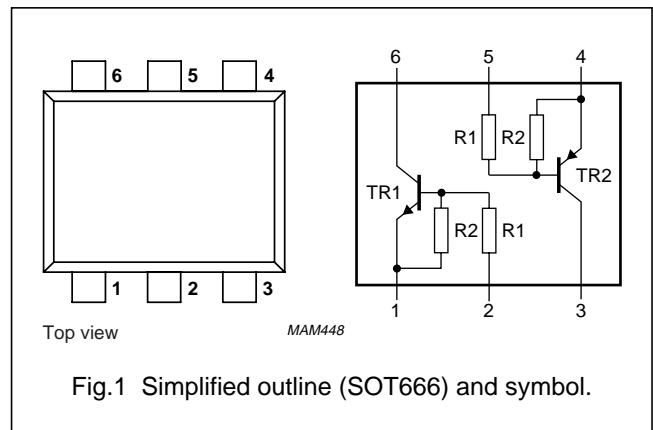 6 5 4
1 2 3
Top view
MAM448
6 5 4
R1 R2
TR2
TR1
R2 R1
1 2 3
Fig.1 Simplified outline (SOT666) and symbol.